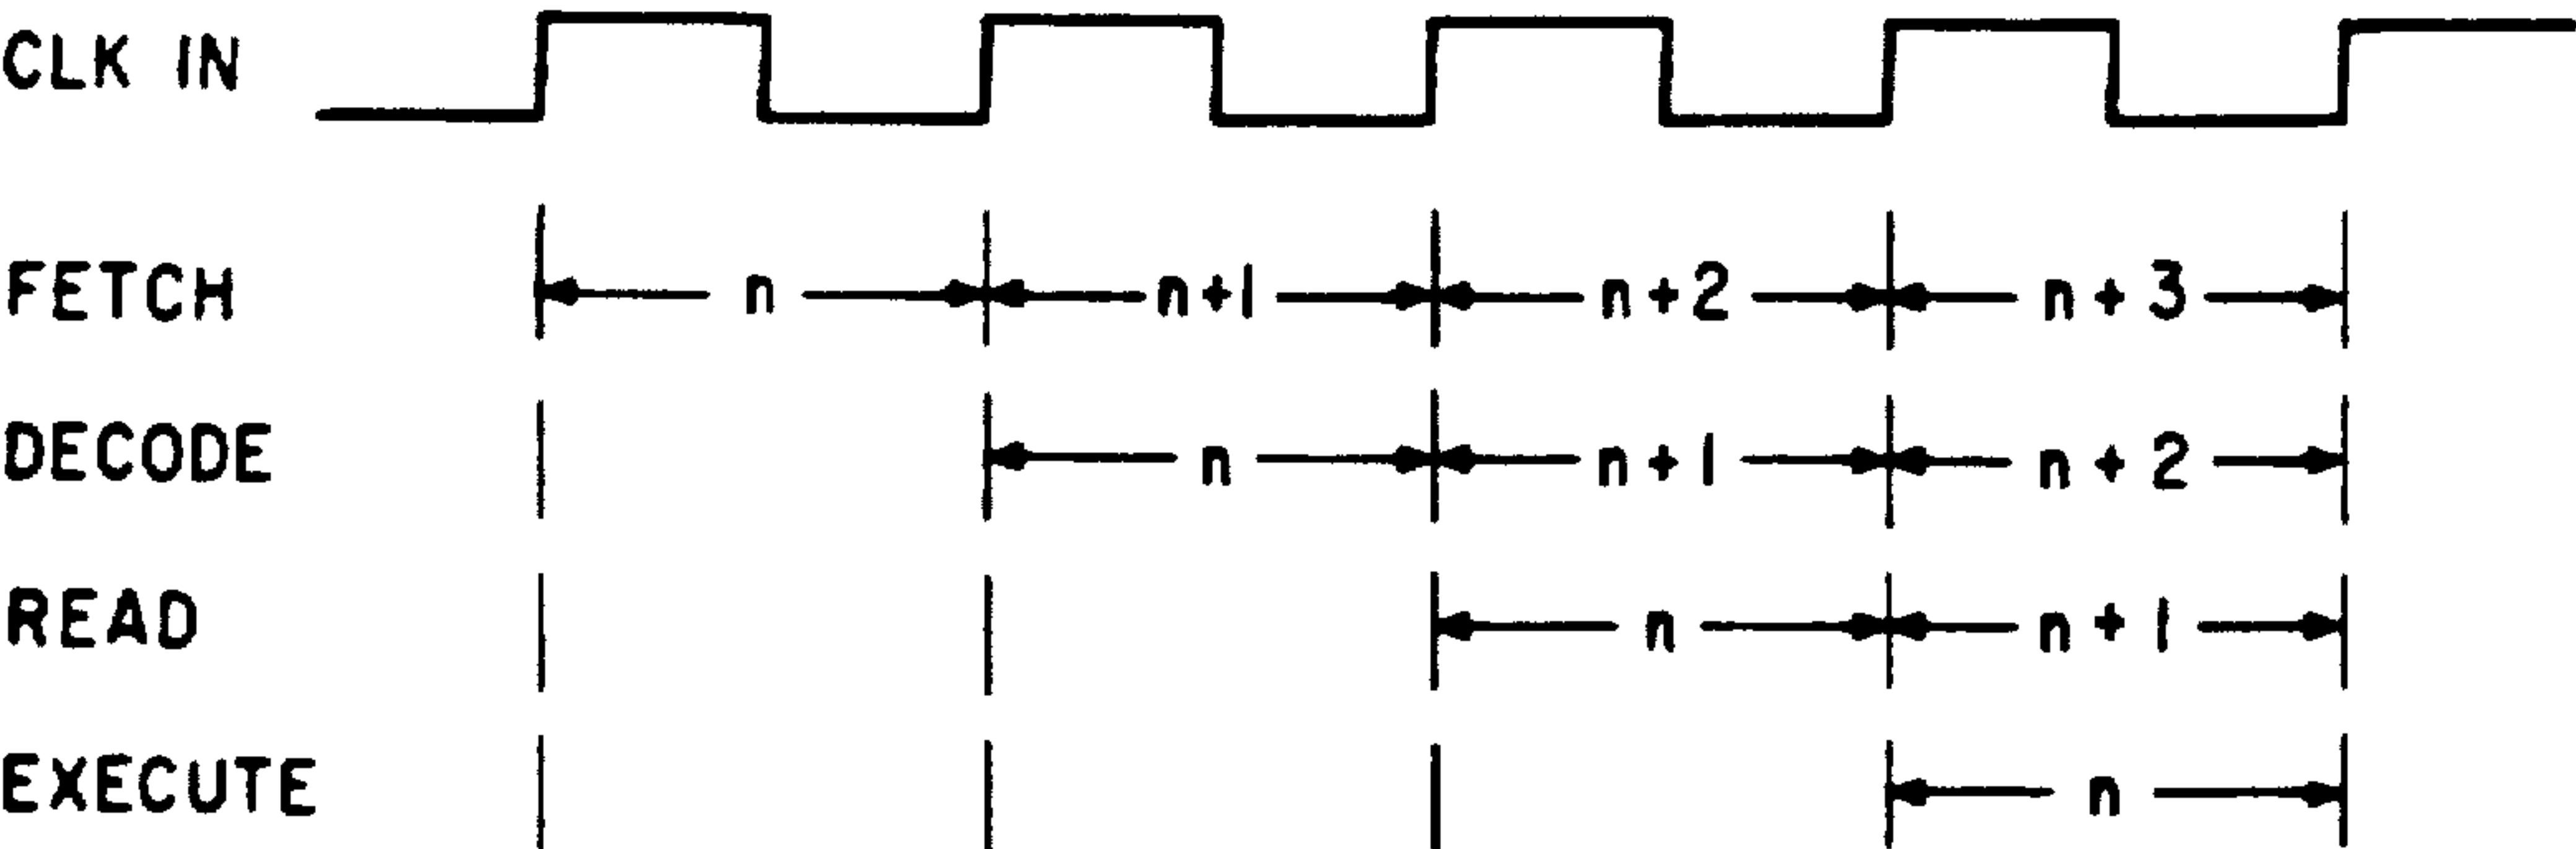 CLK IN
FETCH n n+1 n+2 n + 3
DECODE n n + 1 n + 2
READ n n + 1
EXECUTE n